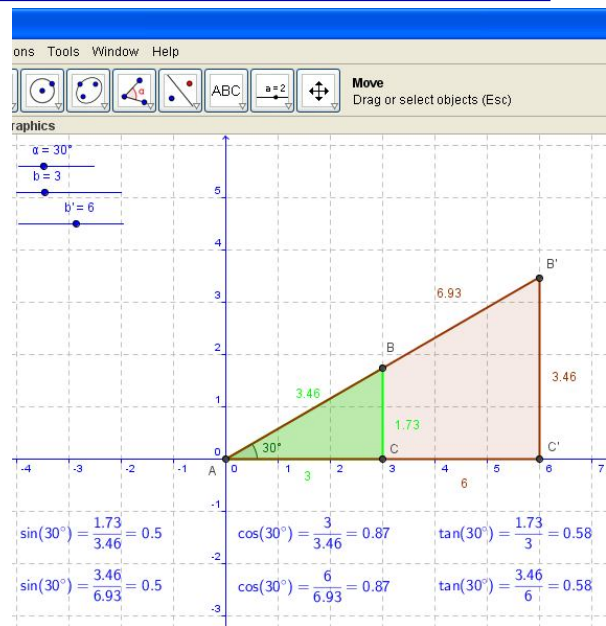 ons Tools Window Help
ABC a = 2 Move
Drag or select objects (Esc)
raphics
α = 30°
b = 3
b' = 6
5
4
B'
3
6.93
2
B
3.46
3.46
1
1.73
0
30°
C
C'
A
-4 -3 -2 -1 0 1 2 3 4 5 6 7
3
6
-1
sin(30°) = 1.73/3.46 = 0.5 cos(30°) = 3/3.46 = 0.87 tan(30°) = 1.73/3 = 0.58
-2
sin(30°) = 3.46/6.93 = 0.5 cos(30°) = 6/6.93 = 0.87 tan(30°) = 3.46/6 = 0.58
-3